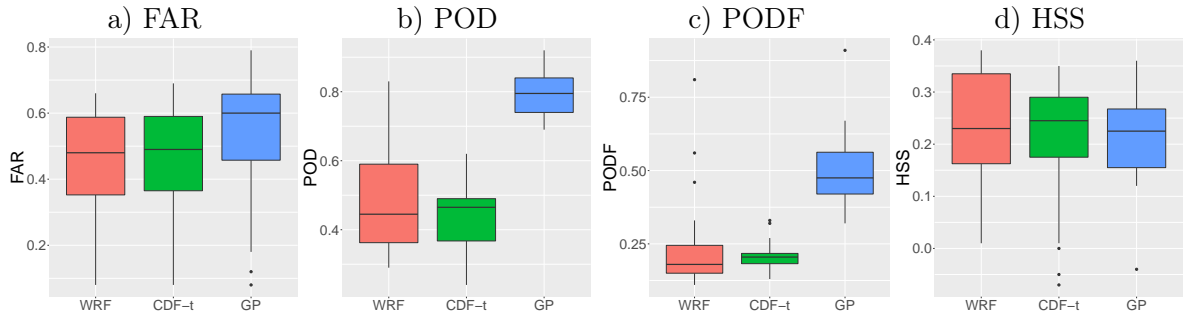 a) FAR
b) POD
c) PODF
d) HSS
FAR
0.8
0.6
0.4
0.2
WRF CDF-t GP
POD
0.8
0.6
0.4
WRF CDF-t GP
PODF
0.75
0.50
0.25
WRF CDF-t GP
HSS
0.4
0.3
0.2
0.1
0.0
WRF CDF-t GP